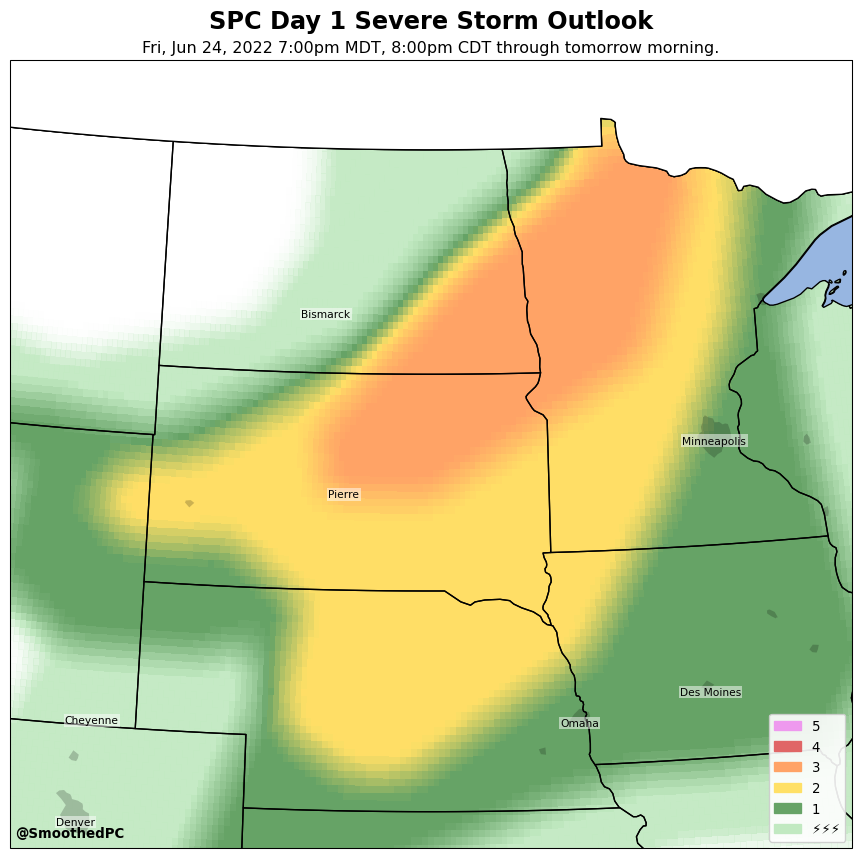 SPC Day 1 Severe Storm Outlook
Fri, Jun 24, 2022 7:00pm MDT, 8:00pm CDT through tomorrow morning.
Bismarck
Minneapolis
Pierre
Des Moines
Cheyenne
Omaha
5
4
3
2
1
⚡⚡⚡
Denver
@SmoothedPC